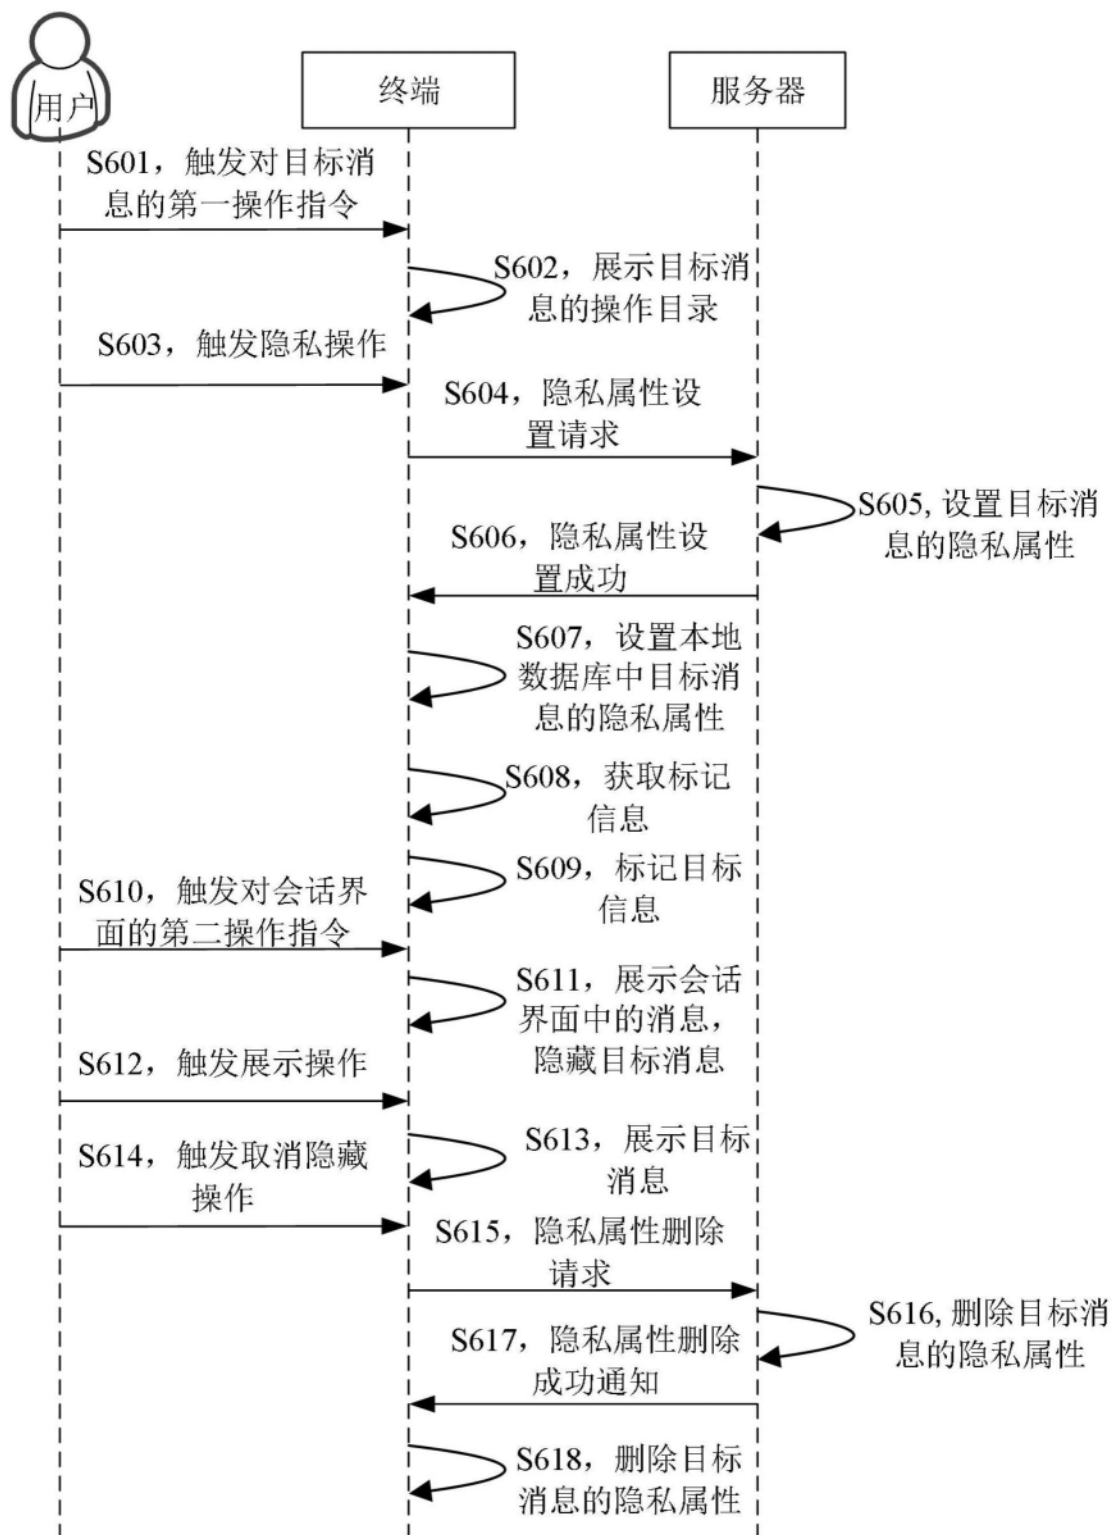 用户
终端
服务器
S601，触发对目标消
息的第一操作指令
S602，展示目标消
息的操作目录
S603，触发隐私操作
S604，隐私属性设
置请求
S605,设置目标消
息的隐私属性
S606，隐私属性设
置成功
S607，设置本地
数据库中目标消
息的隐私属性
S608，获取标记
信息
S609，标记目标
信息
S610，触发对会话界
面的第二操作指令
S611，展示会话
界面中的消息，
隐藏目标消息
S612，触发展示操作
S613，展示目标
消息
S614，触发取消隐藏
操作
S615，隐私属性删除
请求
S616,删除目标消
息的隐私属性
S617，隐私属性删除
成功通知
S618，删除目标
消息的隐私属性